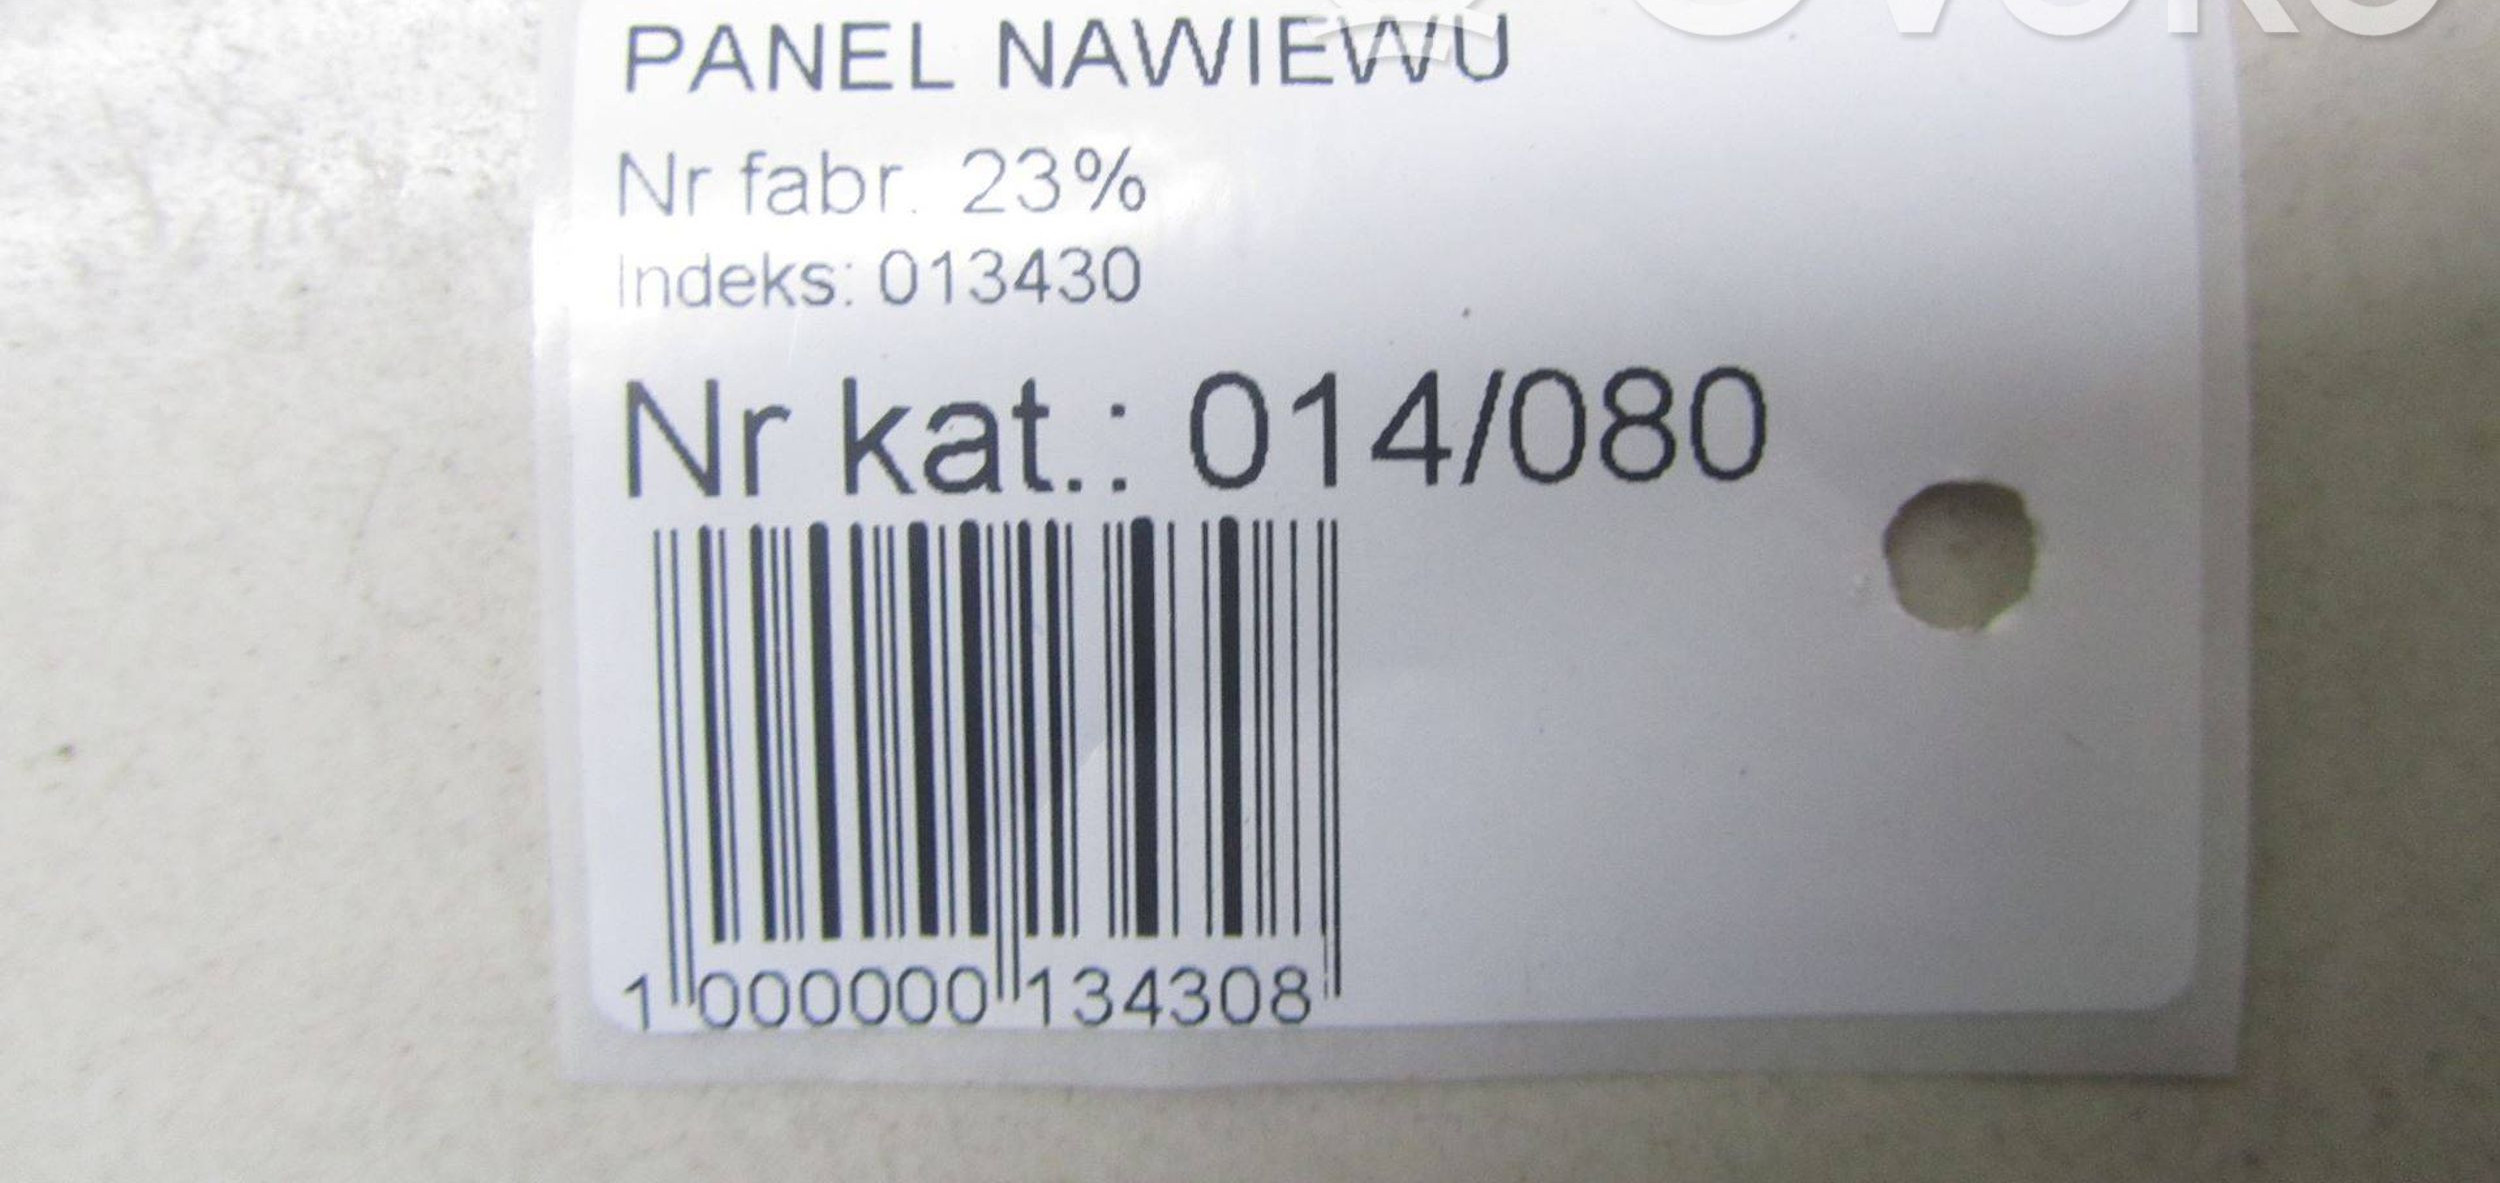 PANEL NAWIEWU
Nr fabr. 23%
Indeks: 013430
Nr kat.: 014/080
1 000000 134308